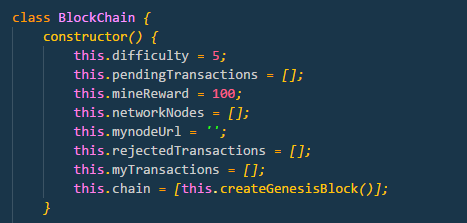 class BlockChain {
    constructor() {
        this.difficulty = 5;
        this.pendingTransactions = [];
        this.mineReward = 100;
        this.networkNodes = [];
        this.mynodeUrl = '';
        this.rejectedTransactions = [];
        this.myTransactions = [];
        this.chain = [this.createGenesisBlock()];
    }